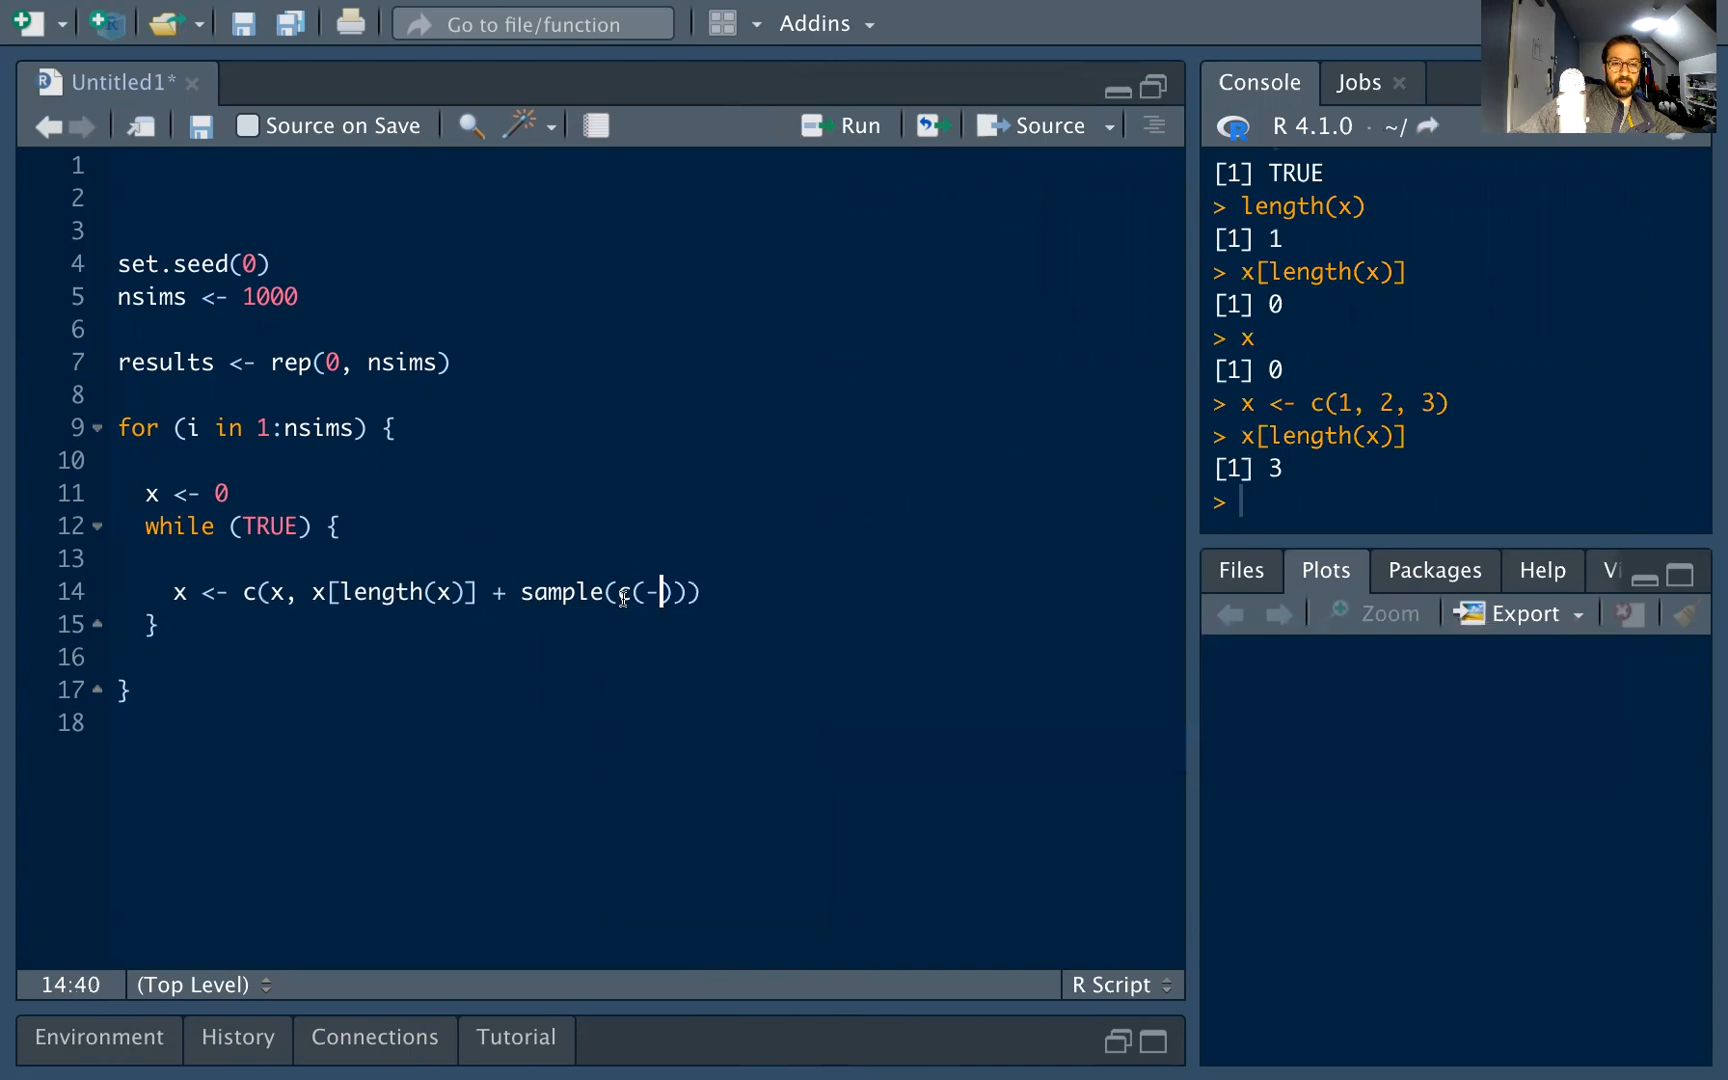 Go to file/function
Addins
Untitled1*
Source on Save
Run
Source
1
2
3
4 set.seed(0)
5 nsims <- 1000
6
7 results <- rep(0, nsims)
8
9 for (i in 1:nsims) {
10
11 x <- 0
12 while (TRUE) {
13
14 x <- c(x, x[length(x)] + sample(c(-)))
15 }
16
17 }
18
14:40 (Top Level) R Script
Environment History Connections Tutorial
Console Jobs
R 4.1.0 · ~/
[1] TRUE
> length(x)
[1] 1
> x[length(x)]
[1] 0
> x
[1] 0
> x <- c(1, 2, 3)
> x[length(x)]
[1] 3
>
Files Plots Packages Help
Zoom Export